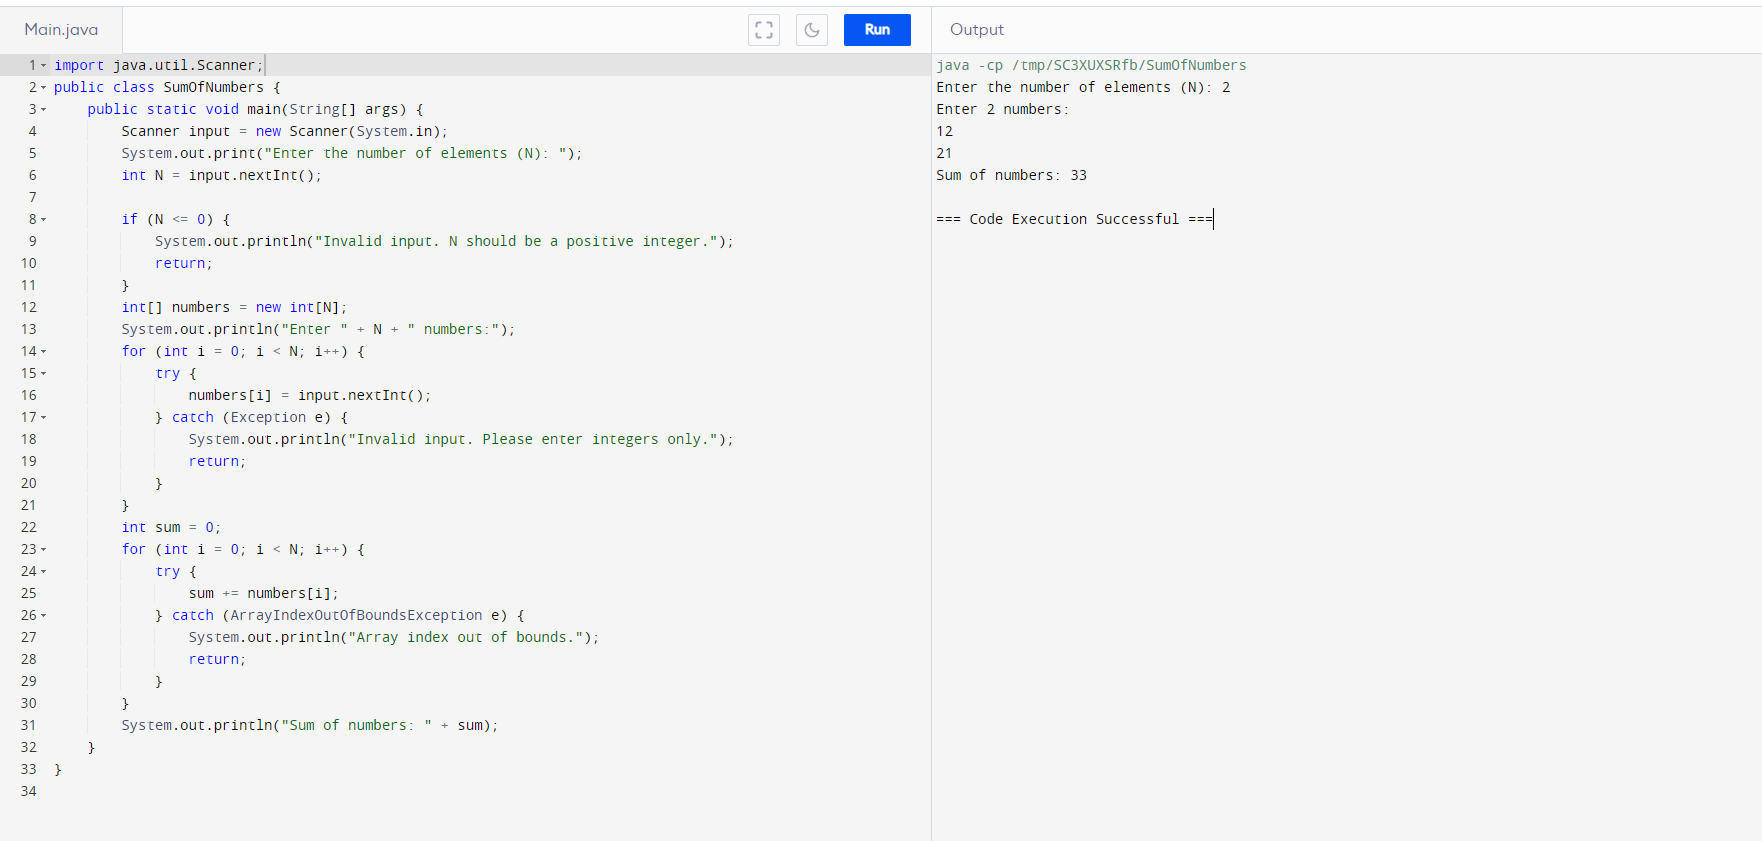 Main.java
Run
Output
1 import java.util.Scanner;
2 public class SumOfNumbers {
3     public static void main(String[] args) {
4         Scanner input = new Scanner(System.in);
5         System.out.print("Enter the number of elements (N): ");
6         int N = input.nextInt();
7
8         if (N <= 0) {
9             System.out.println("Invalid input. N should be a positive integer.");
10             return;
11         }
12         int[] numbers = new int[N];
13         System.out.println("Enter " + N + " numbers:");
14         for (int i = 0; i < N; i++) {
15             try {
16                 numbers[i] = input.nextInt();
17             } catch (Exception e) {
18                 System.out.println("Invalid input. Please enter integers only.");
19                 return;
20             }
21         }
22         int sum = 0;
23         for (int i = 0; i < N; i++) {
24             try {
25                 sum += numbers[i];
26             } catch (ArrayIndexOutOfBoundsException e) {
27                 System.out.println("Array index out of bounds.");
28                 return;
29             }
30         }
31         System.out.println("Sum of numbers: " + sum);
32     }
33 }
34
java -cp /tmp/SC3XUXSRfb/SumOfNumbers
Enter the number of elements (N): 2
Enter 2 numbers:
12
21
Sum of numbers: 33
=== Code Execution Successful ===